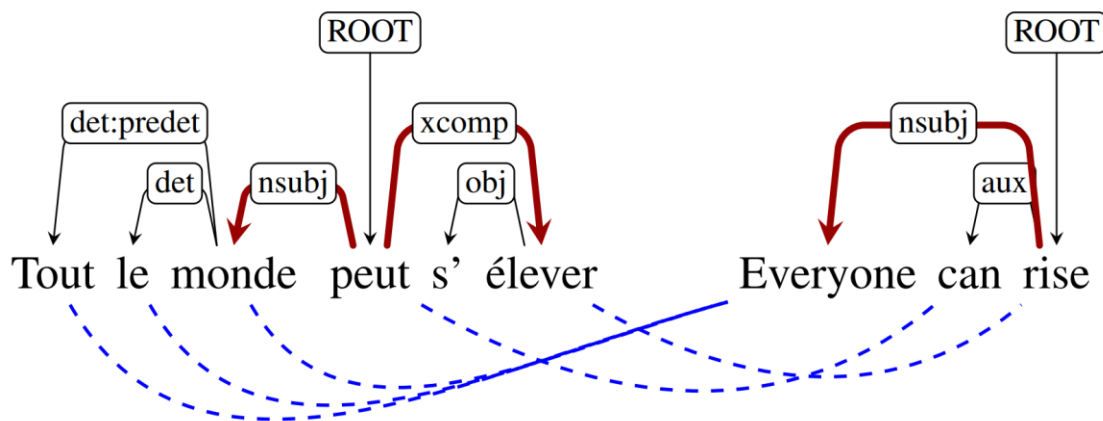 ROOT ROOT
det:predet xcomp nsubj
det nsubj obj aux
Tout le monde peut s' élever Everyone can rise